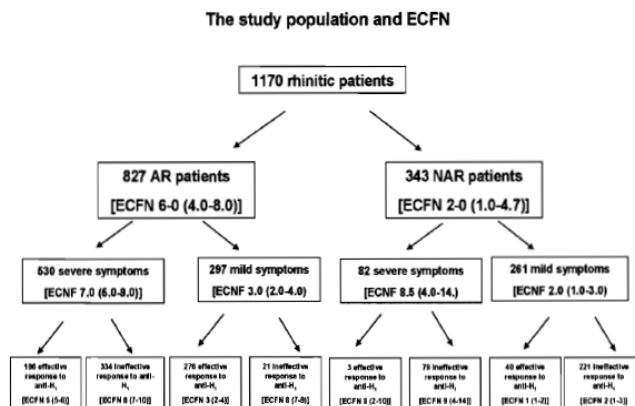 The study population and ECFN
1170 rhinitic patients
827 AR patients
[ECFN 6-0 (4.0-8.0)]
343 NAR patients
[ECFN 2-0 (1.0-4.7)]
530 severe symptoms
[ECNF 7.0 (5.0-9.0)]
297 mild symptoms
[ECNF 3.0 (2.0-4.0)
82 severe symptoms
[ECNF 8.5 (4.0-14.)
261 mild symptoms
[ECNF 2.0 (1.0-3.0)
196 effective
response to
anti-H1
[ECFN 5 (5-6)]
334 ineffective
response to anti-
H1
[ECFN 8 (7-10)]
276 effective
response to
anti-H1
[ECFN 3 (2-4)]
21 ineffective
response to
anti-H1
[ECFN 8 (7-9)]
3 effective
response to
anti-H1
[ECFN 8 (2-10)]
79 ineffective
response to
anti-H1
[ECFN 9 (4-14)]
40 effective
response to
anti-H1
[ECFN 1 (1-2)]
221 ineffective
response to
anti-H1
[ECFN 2 (1-3)]